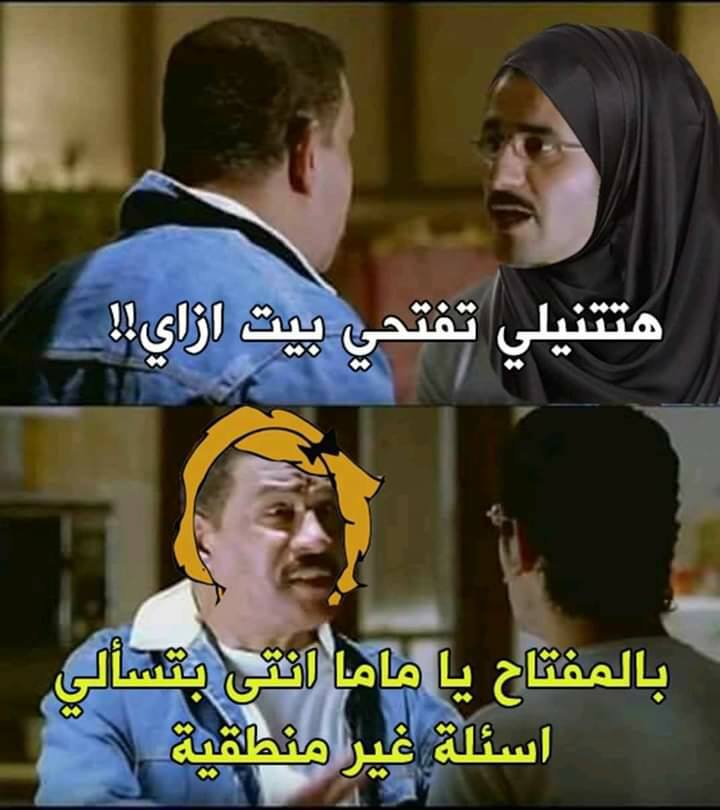 هتتنيلي تفتحي بيت ازاي!!
بالمفتاح يا ماما انتى بتسألي
اسئلة غير منطقية